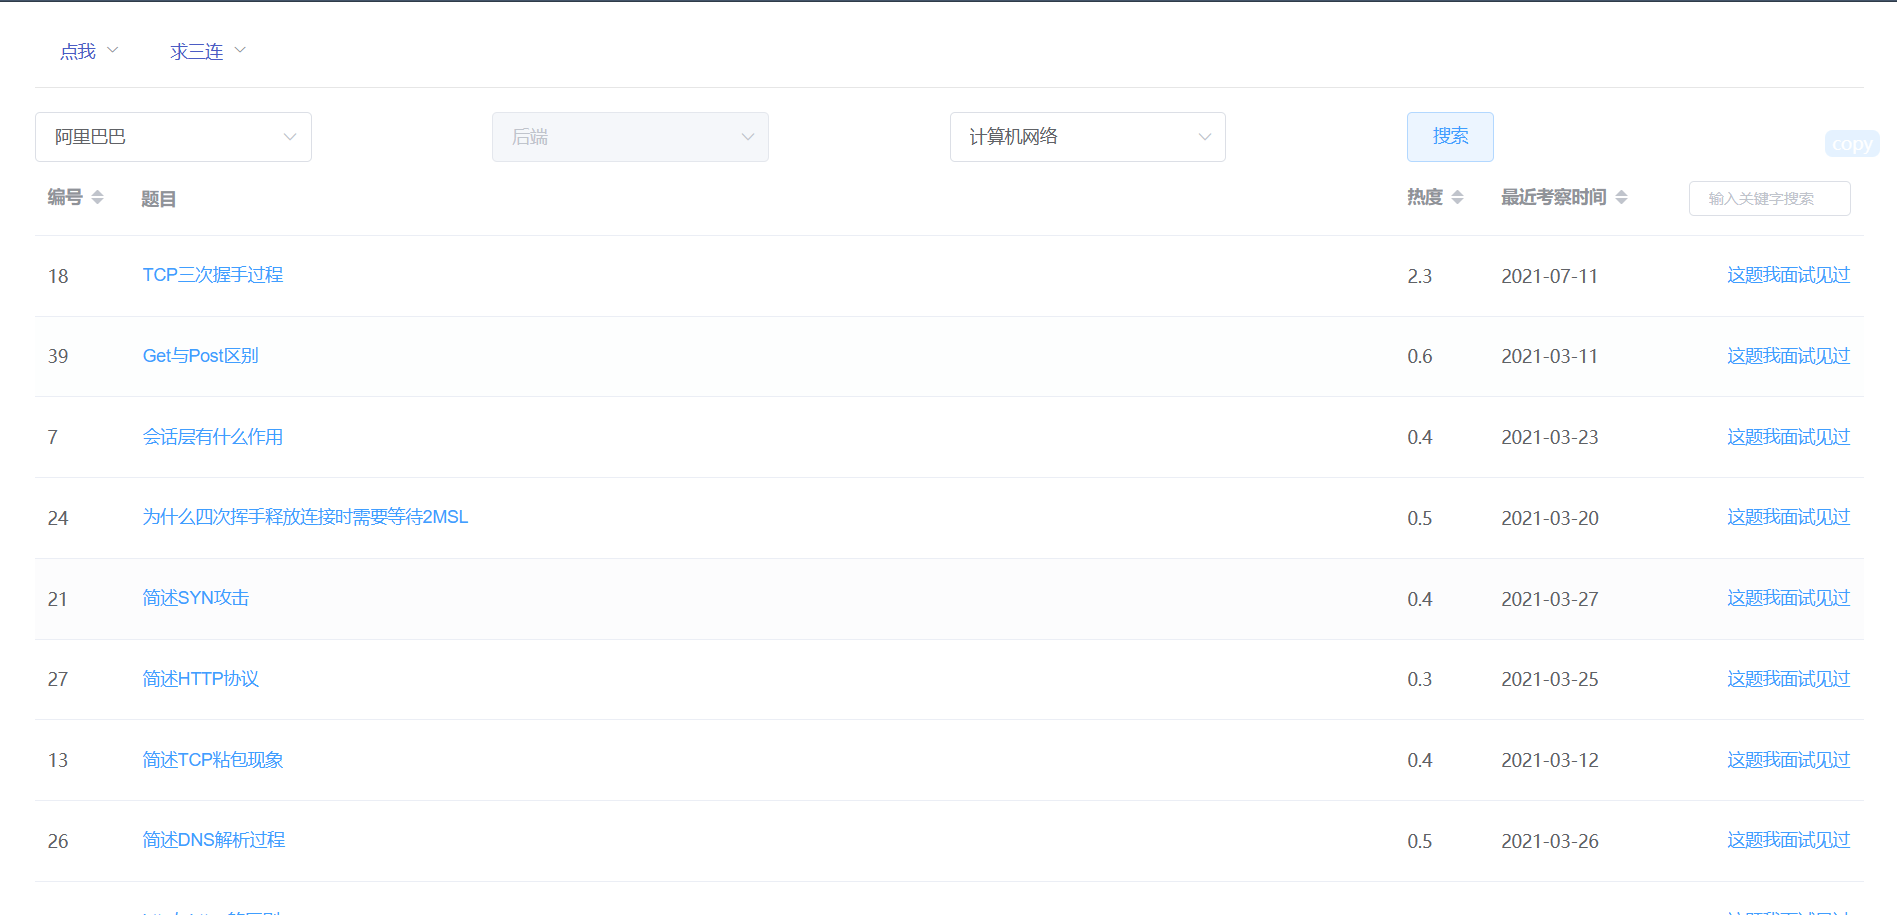 点我 求三连
阿里巴巴 后端 计算机网络 搜索 copy
编号 题目 热度 最近考察时间 输入关键字搜索
18 TCP三次握手过程 2.3 2021-07-11 这题我面试见过
39 Get与Post区别 0.6 2021-03-11 这题我面试见过
7 会话层有什么作用 0.4 2021-03-23 这题我面试见过
24 为什么四次挥手释放连接时需要等待2MSL 0.5 2021-03-20 这题我面试见过
21 简述SYN攻击 0.4 2021-03-27 这题我面试见过
27 简述HTTP协议 0.3 2021-03-25 这题我面试见过
13 简述TCP粘包现象 0.4 2021-03-12 这题我面试见过
26 简述DNS解析过程 0.5 2021-03-26 这题我面试见过